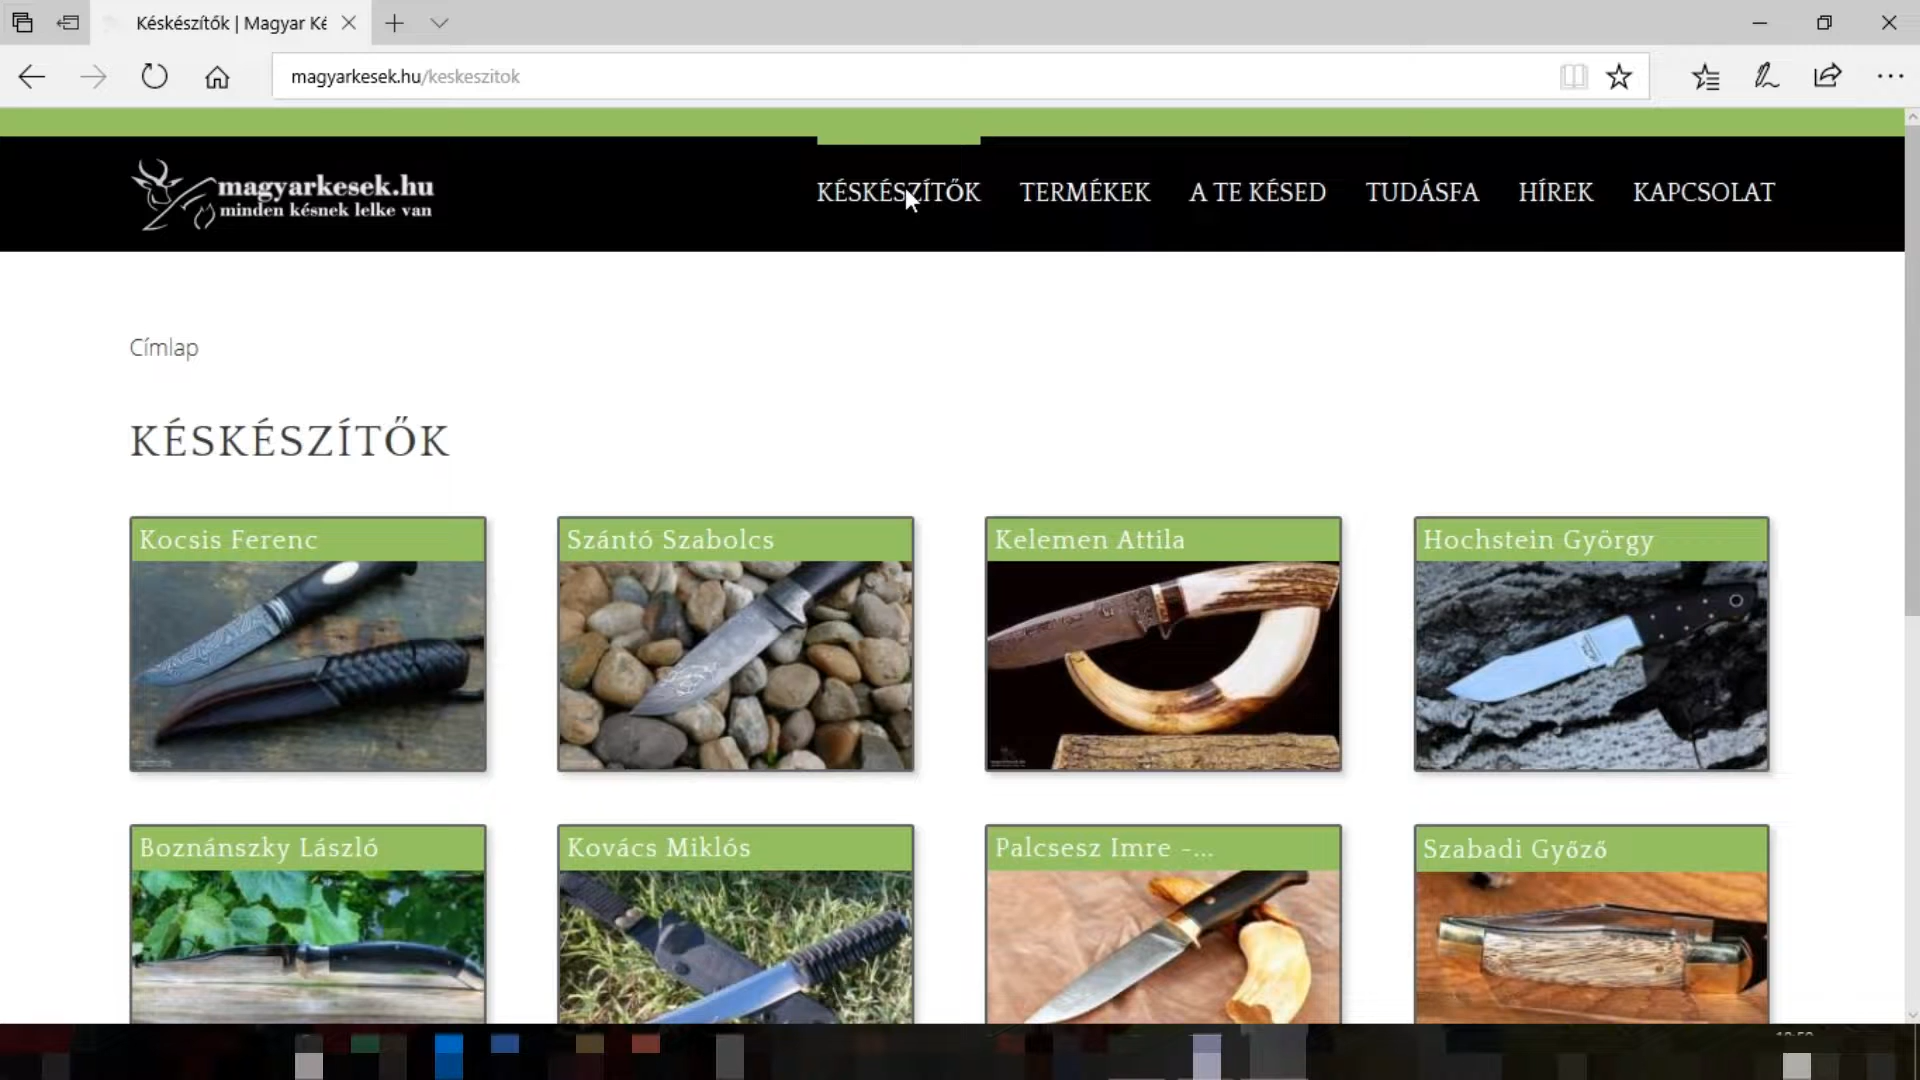 Késkészítők | Magyar Ké
magyarkesek.hu/keskeszitok
magyarkesek.hu
minden késnek lelke van
KÉSKÉSZÍTŐK TERMÉKEK A TE KÉSED TUDÁSFA HÍREK KAPCSOLAT
Címlap
KÉSKÉSZÍTŐK
Kocsis Ferenc
Szántó Szabolcs
Kelemen Attila
Hochstein György
Boznánszky László
Kovács Miklós
Palcsesz Imre -...
Szabadi Győző